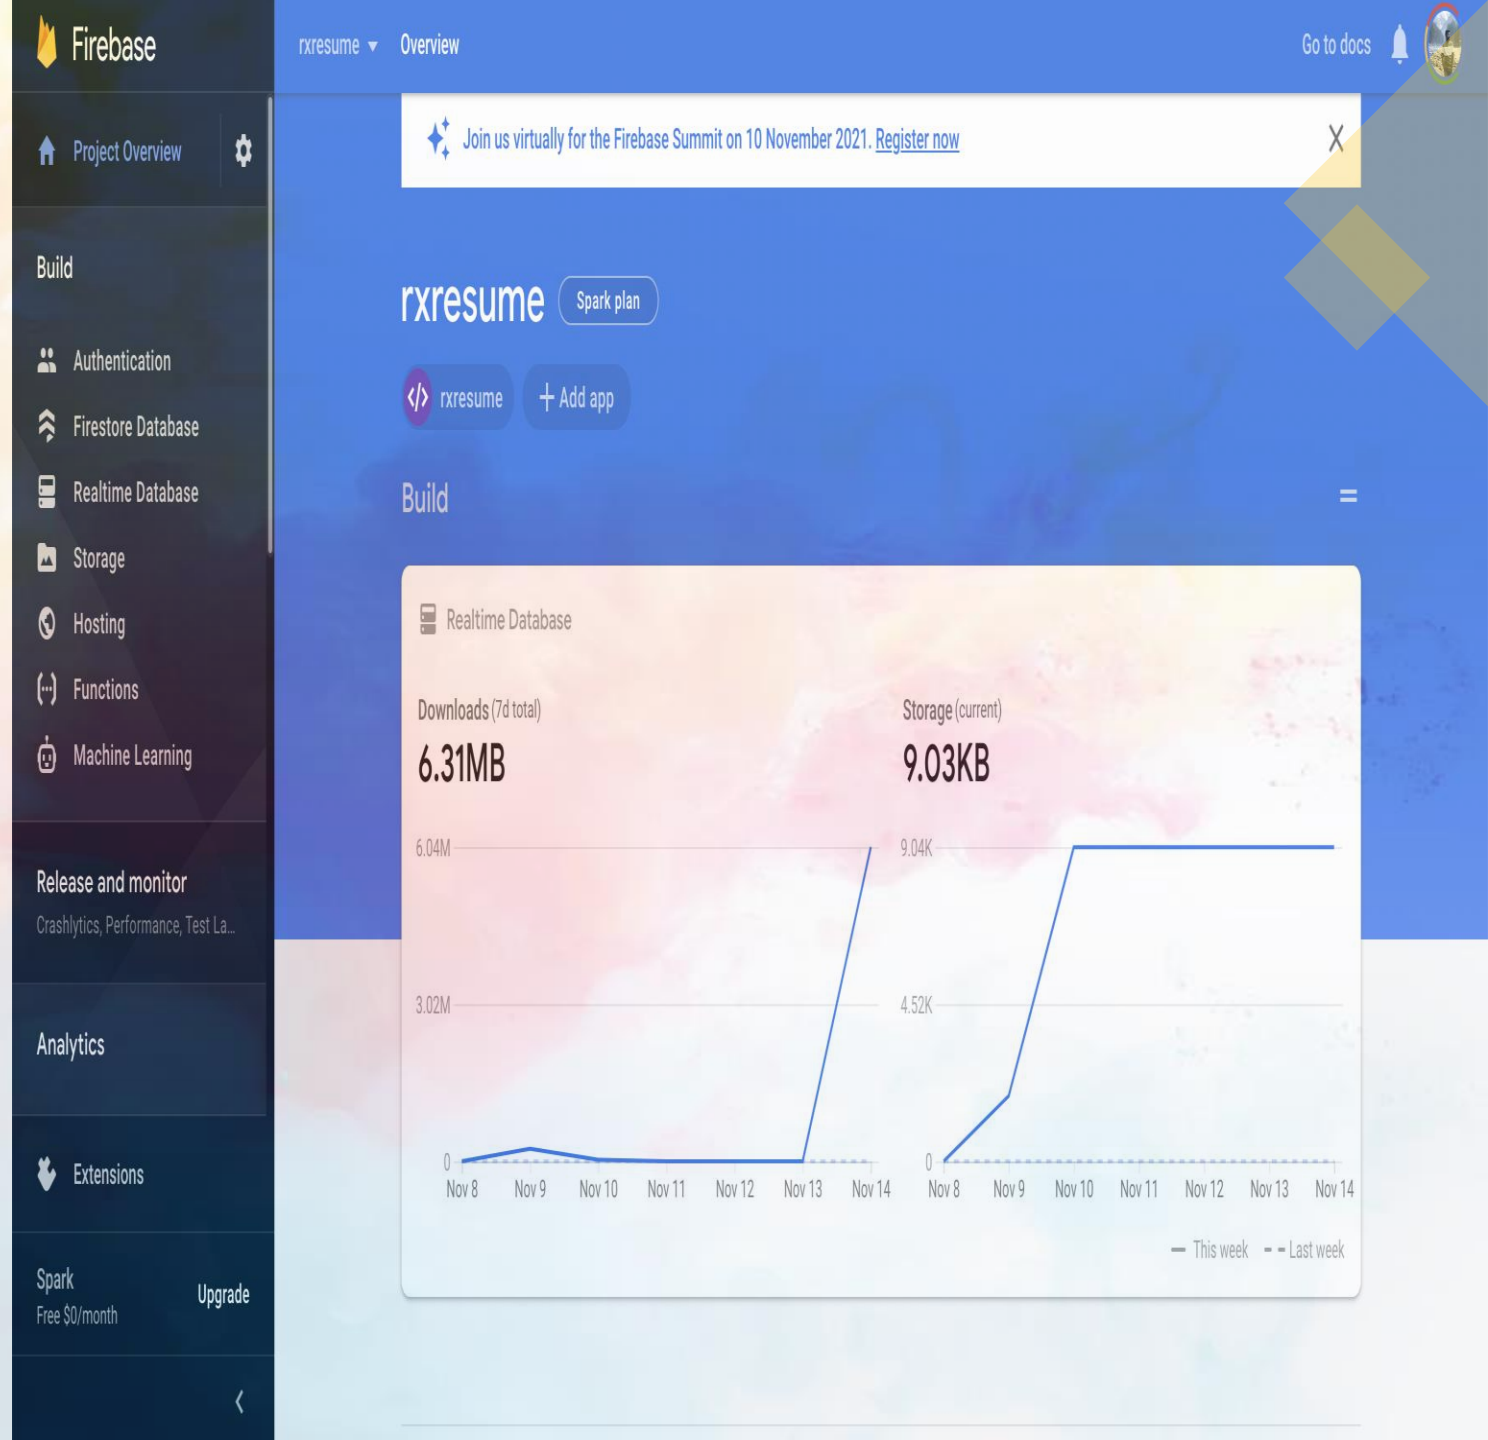 Firebase
rxresume Overview Go to docs
Project Overview
Join us virtually for the Firebase Summit on 10 November 2021. Register now
Build
Authentication
Firestore Database
Realtime Database
Storage
Hosting
Functions
Machine Learning
Release and monitor
Crashlytics, Performance, Test La...
Analytics
Extensions
Spark
Free $0/month
Upgrade
rxresume Spark plan
</> rxresume + Add app
Build
Realtime Database
Downloads (7d total)
6.31MB
6.04M
3.02M
0
Nov 8 Nov 9 Nov 10 Nov 11 Nov 12 Nov 13 Nov 14
Storage (current)
9.03KB
9.04K
4.52K
0
Nov 8 Nov 9 Nov 10 Nov 11 Nov 12 Nov 13 Nov 14
This week Last week